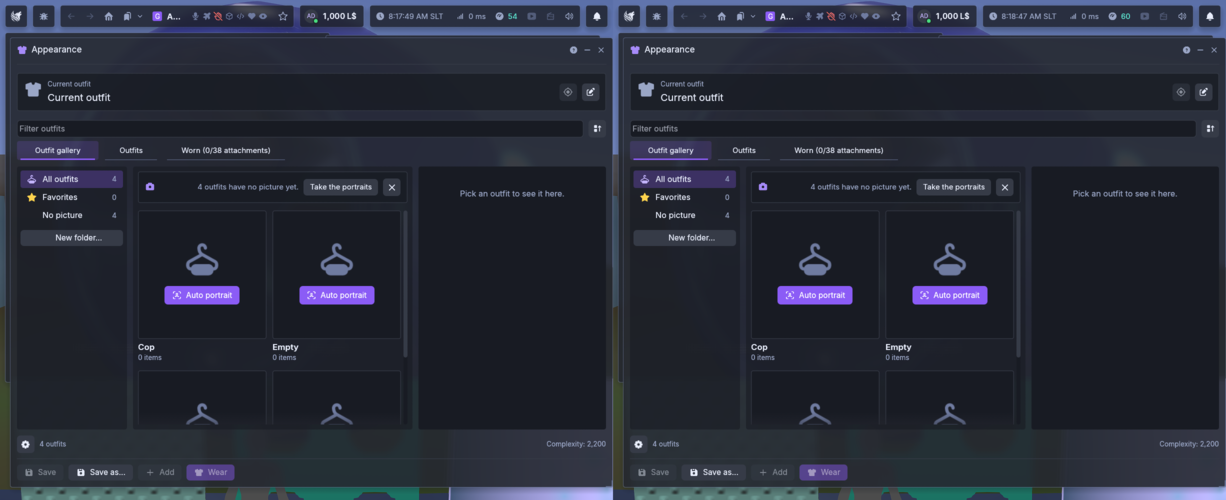 G A... AD 1,000 L$ 8:17:49 AM SLT 0 ms 54
Appearance
Current outfit
Current outfit
Filter outfits
Outfit gallery Outfits Worn (0/38 attachments)
All outfits 4
Favorites 0
No picture 4
New folder...
4 outfits have no picture yet. Take the portraits
Pick an outfit to see it here.
Auto portrait Auto portrait
Cop Empty
0 items 0 items
4 outfits Complexity: 2,200
Save Save as... Add Wear
G A... AD 1,000 L$ 8:18:47 AM SLT 0 ms 60
Appearance
Current outfit
Current outfit
Filter outfits
Outfit gallery Outfits Worn (0/38 attachments)
All outfits 4
Favorites 0
No picture 4
New folder...
4 outfits have no picture yet. Take the portraits
Pick an outfit to see it here.
Auto portrait Auto portrait
Cop Empty
0 items 0 items
4 outfits Complexity: 2,200
Save Save as... Add Wear